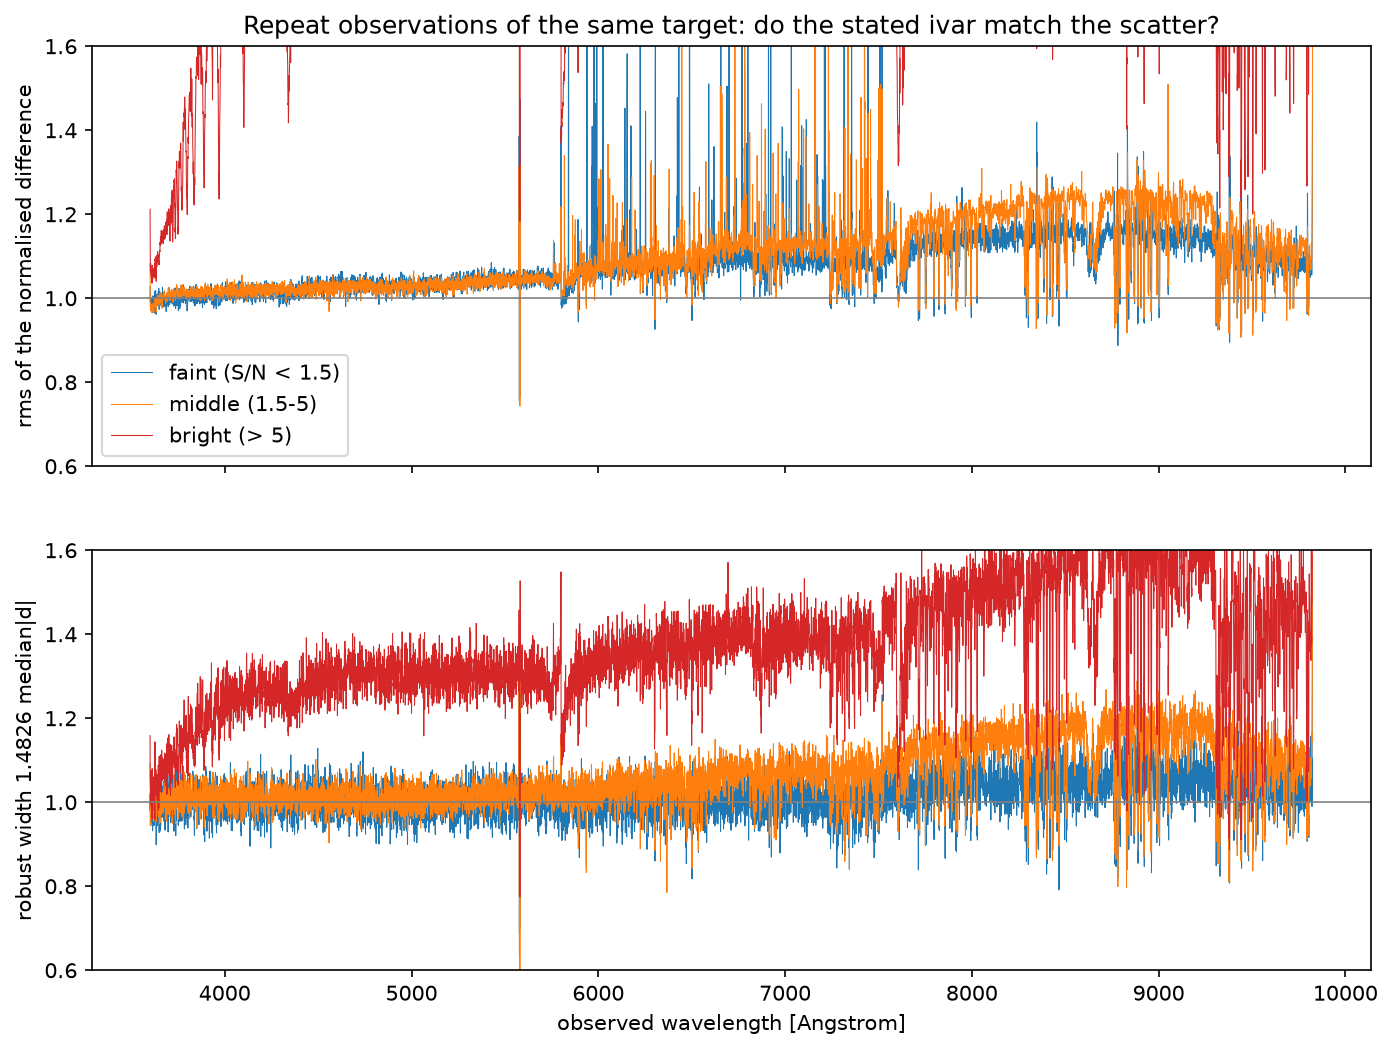 Repeat observations of the same target: do the stated ivar match the scatter?
rms of the normalised difference
1.6
1.4
1.2
1.0
0.8
0.6
faint (S/N < 1.5)
middle (1.5-5)
bright (> 5)
robust width 1.4826 median|d|
1.6
1.4
1.2
1.0
0.8
0.6
4000 5000 6000 7000 8000 9000 10000
observed wavelength [Angstrom]